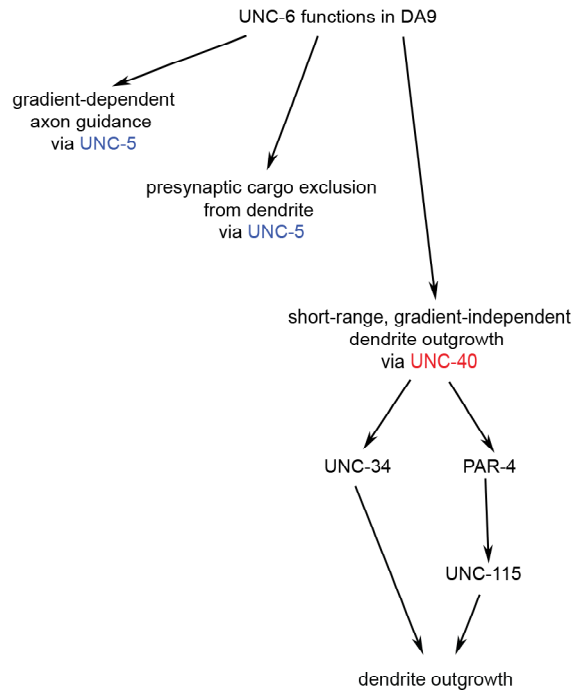 UNC-6 functions in DA9
gradient-dependent
axon guidance
via UNC-5
presynaptic cargo exclusion
from dendrite
via UNC-5
short-range, gradient-independent
dendrite outgrowth
via UNC-40
UNC-34
PAR-4
UNC-115
dendrite outgrowth